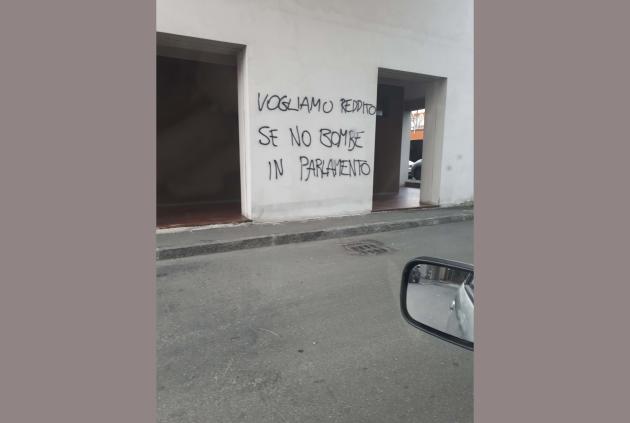 VOGLIAMO REDDITO
SE NO BOMBE
IN PARLAMENTO